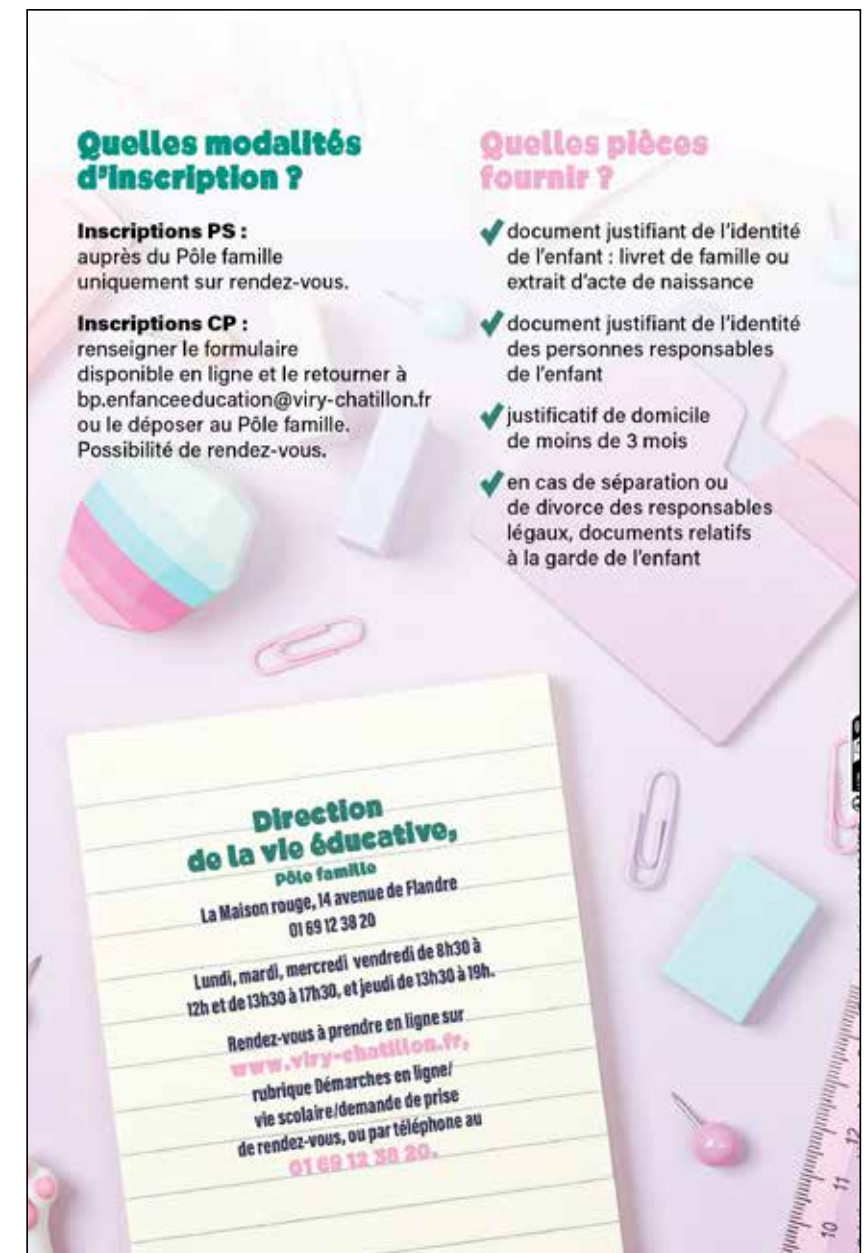 Quelles modalités
d'inscription ?
Inscriptions PS :
auprès du Pôle famille
uniquement sur rendez-vous.
Inscriptions CP :
renseigner le formulaire
disponible en ligne et le retourner à
bp.enfanceeducation@viry-chatillon.fr
ou le déposer au Pôle famille.
Possibilité de rendez-vous.
Quelles pièces
fournir ?
document justifiant de l'identité
de l'enfant : livret de famille ou
extrait d'acte de naissance
document justifiant de l'identité
des personnes responsables
de l'enfant
justificatif de domicile
de moins de 3 mois
en cas de séparation ou
de divorce des responsables
légaux, documents relatifs
à la garde de l'enfant
Direction
de la vie éducative,
Pôle famille
La Maison rouge, 14 avenue de Flandre
01 69 12 38 20
Lundi, mardi, mercredi vendredi de 8h30 à
12h et de 13h30 à 17h30, et jeudi de 13h30 à 19h.
Rendez-vous à prendre en ligne sur
www.viry-chatillon.fr,
rubrique Démarches en ligne/
vie scolaire/demande de prise
de rendez-vous, ou par téléphone au
01 69 12 38 20.
12
11
10